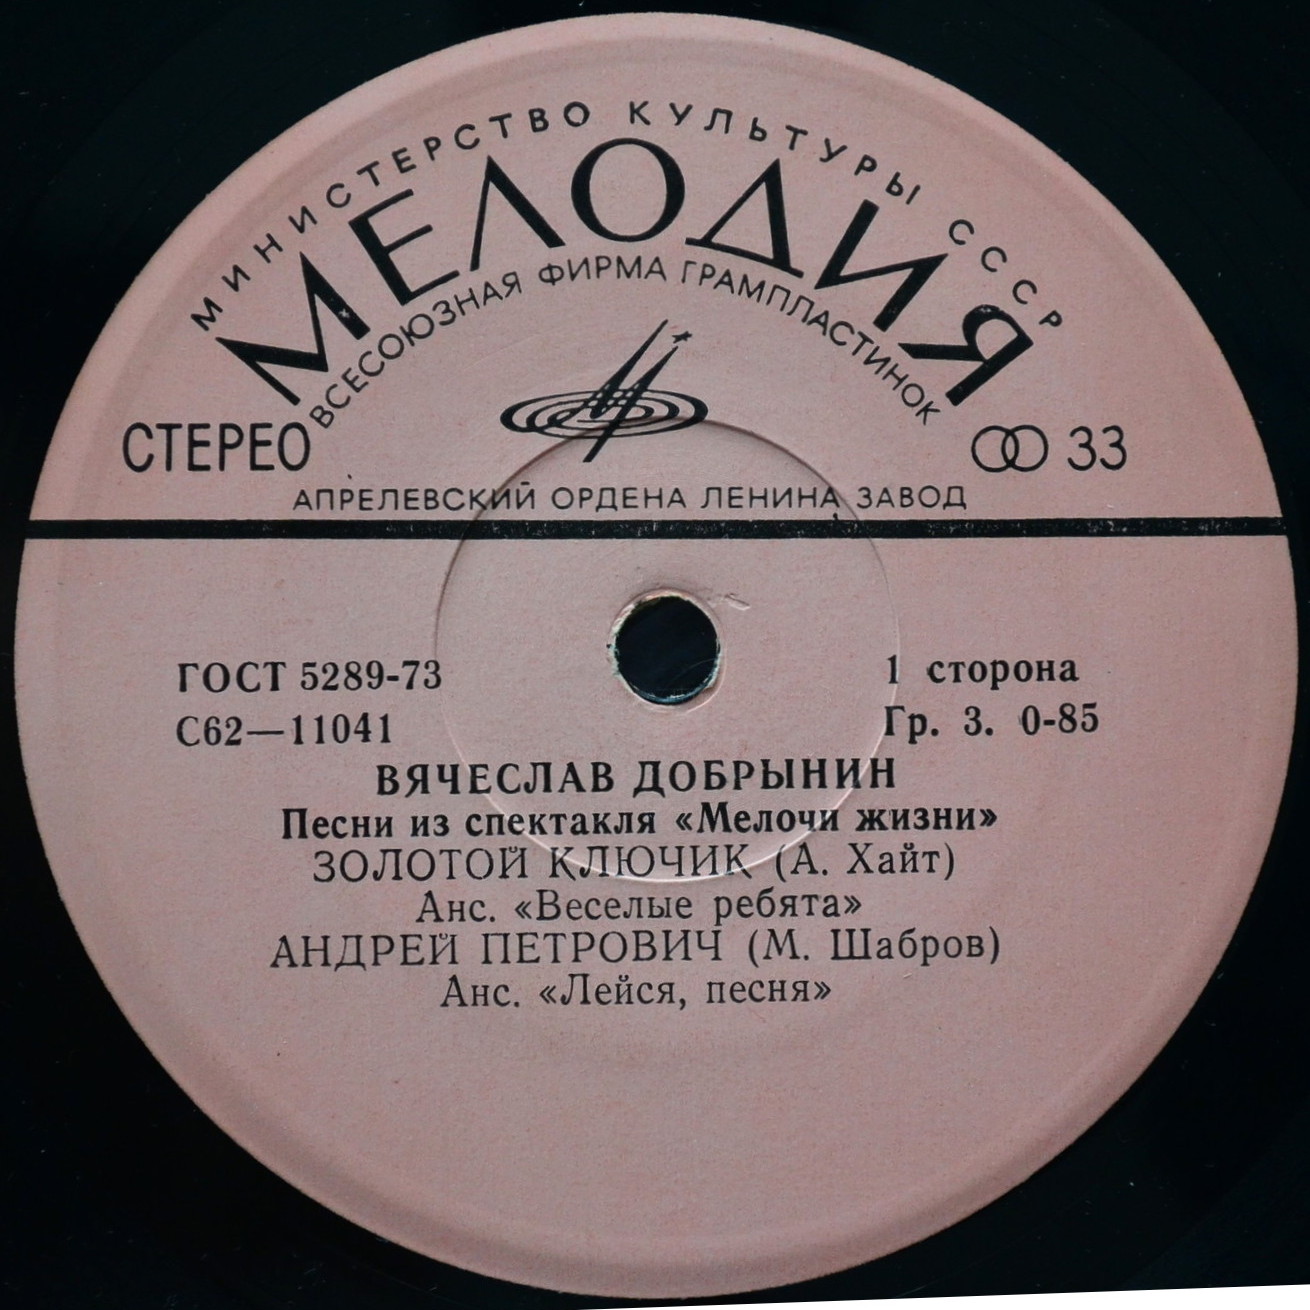 МИНИСТЕРСТВО КУЛЬТУРЫ СССР
МЕЛОДИЯ
ВСЕСОЮЗНАЯ ФИРМА ГРАМПЛАСТИНОК
СТЕРЕО 33
АПРЕЛЕВСКИЙ ОРДЕНА ЛЕНИНА ЗАВОД
ГОСТ 5289-73 1 сторона
С62—11041 Гр. 3. 0-85
ВЯЧЕСЛАВ ДОБРЫНИН
Песни из спектакля «Мелочи жизни»
ЗОЛОТОЙ КЛЮЧИК (А. Хайт)
Анс. «Веселые ребята»
АНДРЕЙ ПЕТРОВИЧ (М. Шабров)
Анс. «Лейся, песня»